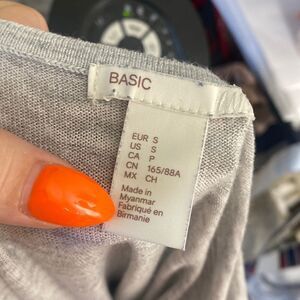 BASIC
EUR S
US S
CA P
CN 165/88A
MX CH
Made in
Myanmar
Fabriqué en
Birmanie